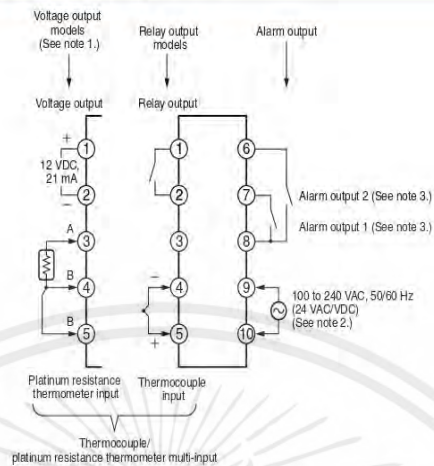 Voltage output
models
(See note 1.)
Relay output
models
Alarm output
Voltage output
Relay output
+
1
12 VDC,
21 mA
2
−
A
3
B
4
B
5
1
2
3
−
4
+
5
6
7
Alarm output 2 (See note 3.)
Alarm output 1 (See note 3.)
8
9
100 to 240 VAC, 50/60 Hz
(24 VAC/VDC)
(See note 2.)
10
Platinum resistance
thermometer input
Thermocouple
input
Thermocouple/
platinum resistance thermometer multi-input